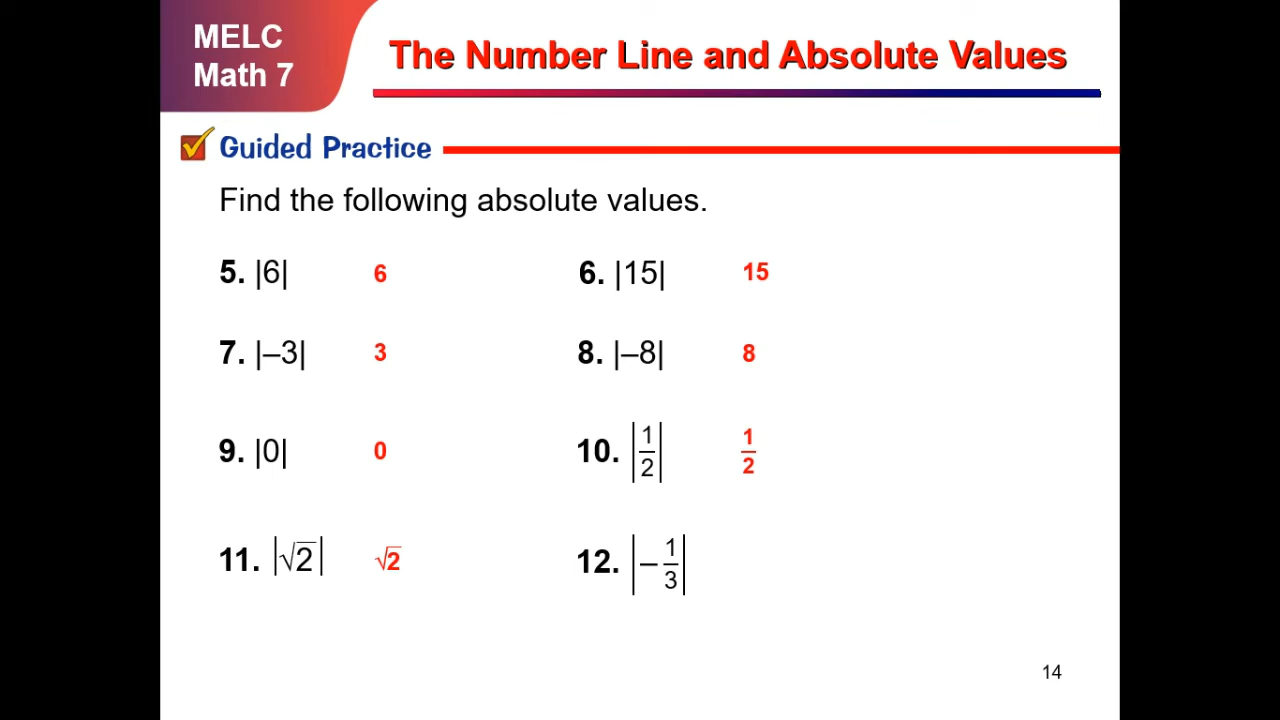 MELC
Math 7
The Number Line and Absolute Values
Guided Practice
Find the following absolute values.
5. |6| 6 6. |15| 15
7. |–3| 3 8. |–8| 8
9. |0| 0 10. |1/2| 1/2
11. |√2| √2 12. |–1/3|
14